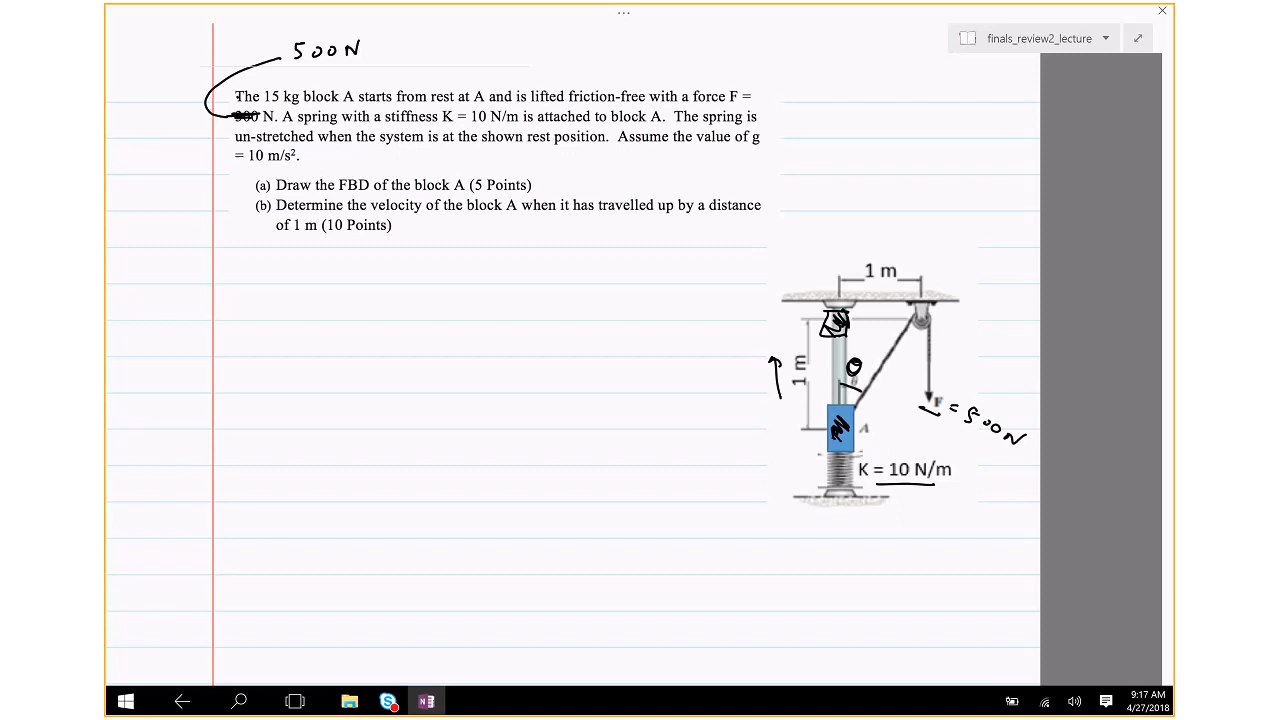 ...
finals_review2_lecture
500N
The 15 kg block A starts from rest at A and is lifted friction-free with a force F =
300 N. A spring with a stiffness K = 10 N/m is attached to block A. The spring is
un-stretched when the system is at the shown rest position. Assume the value of g
= 10 m/s².
(a) Draw the FBD of the block A (5 Points)
(b) Determine the velocity of the block A when it has travelled up by a distance
of 1 m (10 Points)
1 m
1 m
θ
F = 500N
A
K = 10 N/m
N
9:17 AM
4/27/2018